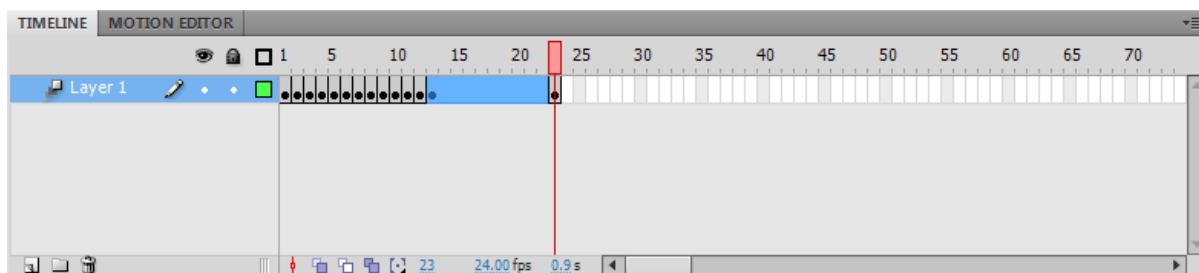 TIMELINE MOTION EDITOR
1 5 10 15 20 25 30 35 40 45 50 55 60 65 70
Layer 1
23 24.00 fps 0.9 s